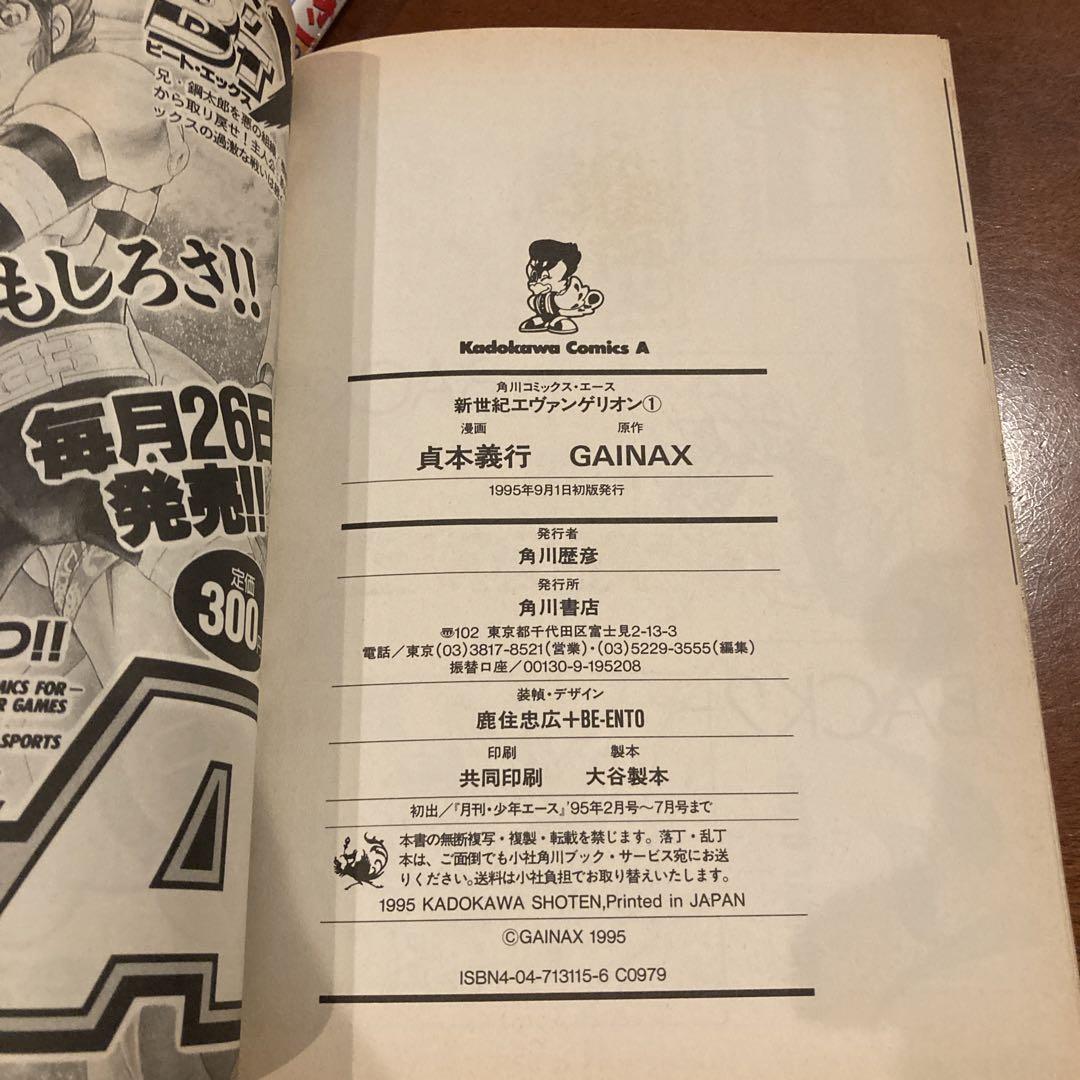 ビート・エックス
兄・鋼太郎を悪の組織
から取り戻せ！主人公
ックスの過激な戦いは
もしろさ!!
毎月26日
発売!!
定価
300
つ!!
MICS FOR
R GAMES
SPORTS
A
Kadokawa Comics A
角川コミックス・エース
新世紀エヴァンゲリオン①
漫画 原作
貞本義行 GAINAX
1995年9月1日初版発行
発行者
角川歴彦
発行所
角川書店
〠102 東京都千代田区富士見2-13-3
電話／東京(03)3817-8521(営業)・(03)5229-3555(編集)
振替口座／00130-9-195208
装幀・デザイン
鹿住忠広＋BE-ENTO
印刷 製本
共同印刷 大谷製本
初出／『月刊・少年エース』'95年2月号〜7月号まで
本書の無断複写・複製・転載を禁じます。落丁・乱丁
本は、ご面倒でも小社角川ブック・サービス宛にお送
りください。送料は小社負担でお取り替えいたします。
1995 KADOKAWA SHOTEN,Printed in JAPAN
©GAINAX 1995
ISBN4-04-713115-6 C0979